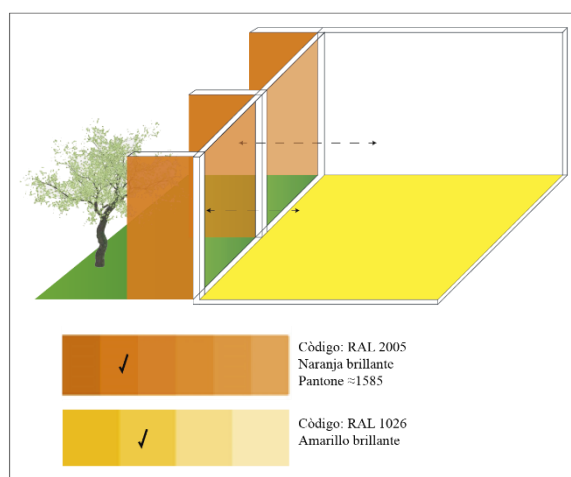 Còdigo: RAL 2005
Naranja brillante
Pantone ≈1585
Còdigo: RAL 1026
Amarillo brillante